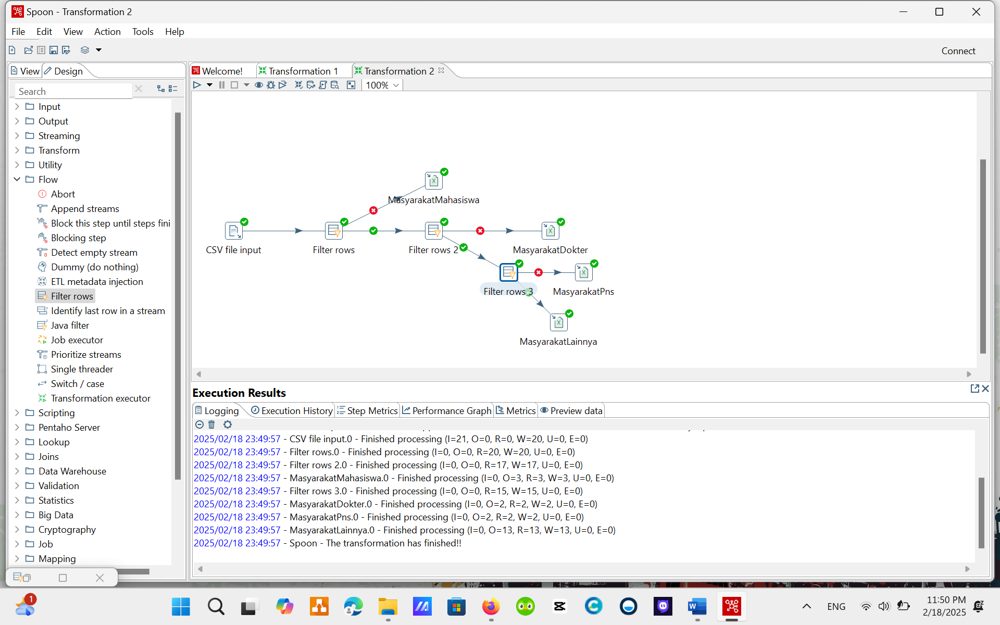 Spoon - Transformation 2
File Edit View Action Tools Help
Connect
View Design
Welcome! Transformation 1 Transformation 2
Search
100%
Input
Output
Streaming
Transform
Utility
Flow
Abort
Append streams
Block this step until steps fini
Blocking step
Detect empty stream
Dummy (do nothing)
ETL metadata injection
Filter rows
Identify last row in a stream
Java filter
Job executor
Prioritize streams
Single threader
Switch / case
Transformation executor
Scripting
Pentaho Server
Lookup
Joins
Data Warehouse
Validation
Statistics
Big Data
Cryptography
Job
Mapping
MasyarakatMahasiswa
CSV file input
Filter rows
Filter rows 2
MasyarakatDokter
Filter rows 3
MasyarakatPns
MasyarakatLainnya
Execution Results
Logging Execution History Step Metrics Performance Graph Metrics Preview data
2025/02/18 23:49:57 - CSV file input.0 - Finished processing (I=21, O=0, R=0, W=20, U=0, E=0)
2025/02/18 23:49:57 - Filter rows.0 - Finished processing (I=0, O=0, R=20, W=20, U=0, E=0)
2025/02/18 23:49:57 - Filter rows 2.0 - Finished processing (I=0, O=0, R=17, W=17, U=0, E=0)
2025/02/18 23:49:57 - MasyarakatMahasiswa.0 - Finished processing (I=0, O=3, R=3, W=3, U=0, E=0)
2025/02/18 23:49:57 - Filter rows 3.0 - Finished processing (I=0, O=0, R=15, W=15, U=0, E=0)
2025/02/18 23:49:57 - MasyarakatDokter.0 - Finished processing (I=0, O=2, R=2, W=2, U=0, E=0)
2025/02/18 23:49:57 - MasyarakatPns.0 - Finished processing (I=0, O=2, R=2, W=2, U=0, E=0)
2025/02/18 23:49:57 - MasyarakatLainnya.0 - Finished processing (I=0, O=13, R=13, W=13, U=0, E=0)
2025/02/18 23:49:57 - Spoon - The transformation has finished!!
1
ENG
11:50 PM
2/18/2025